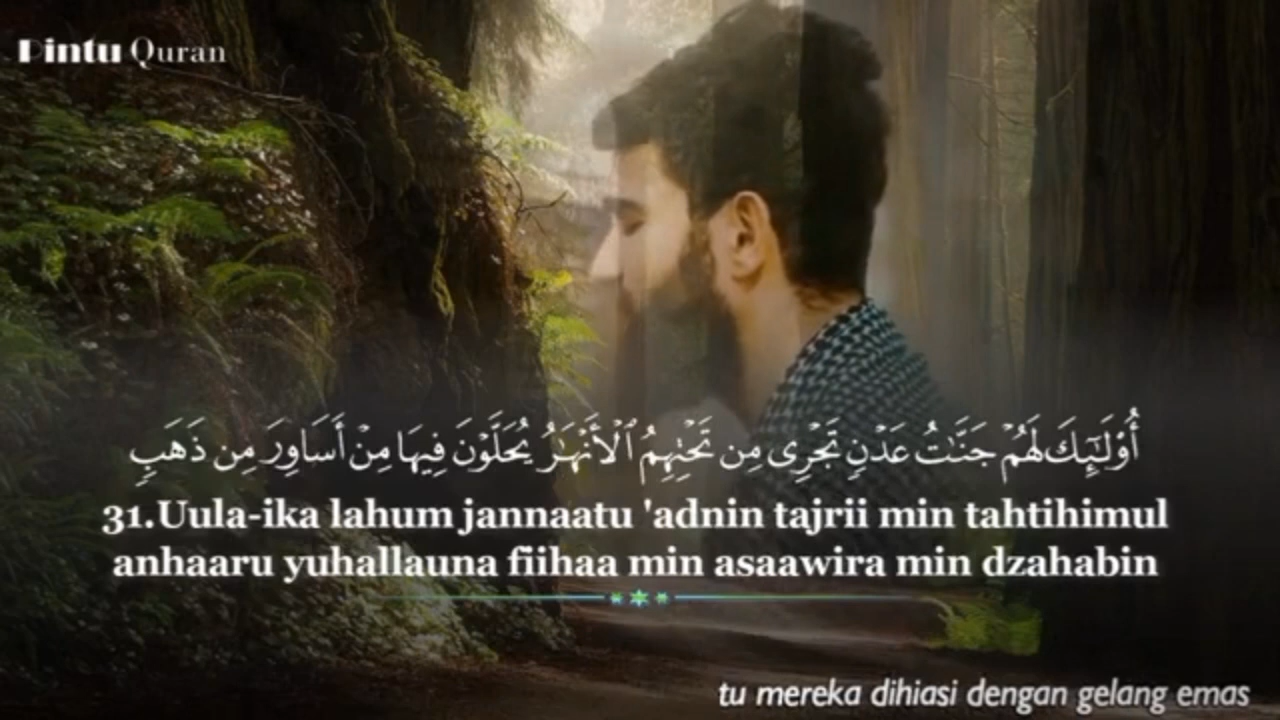 Pintu Quran
أُوْلَـٰٓئِكَ لَهُمۡ جَنَّـٰتُ عَدۡنٖ تَجۡرِى مِن تَحۡتِهِمُ ٱلۡأَنۡهَـٰرُ يُحَلَّوۡنَ فِيهَا مِنۡ أَسَاوِرَ مِن ذَهَبٖ
31.Uula-ika lahum jannaatu 'adnin tajrii min tahtihimul
anhaaru yuhallauna fiihaa min asaawira min dzahabin
tu mereka dihiasi dengan gelang emas